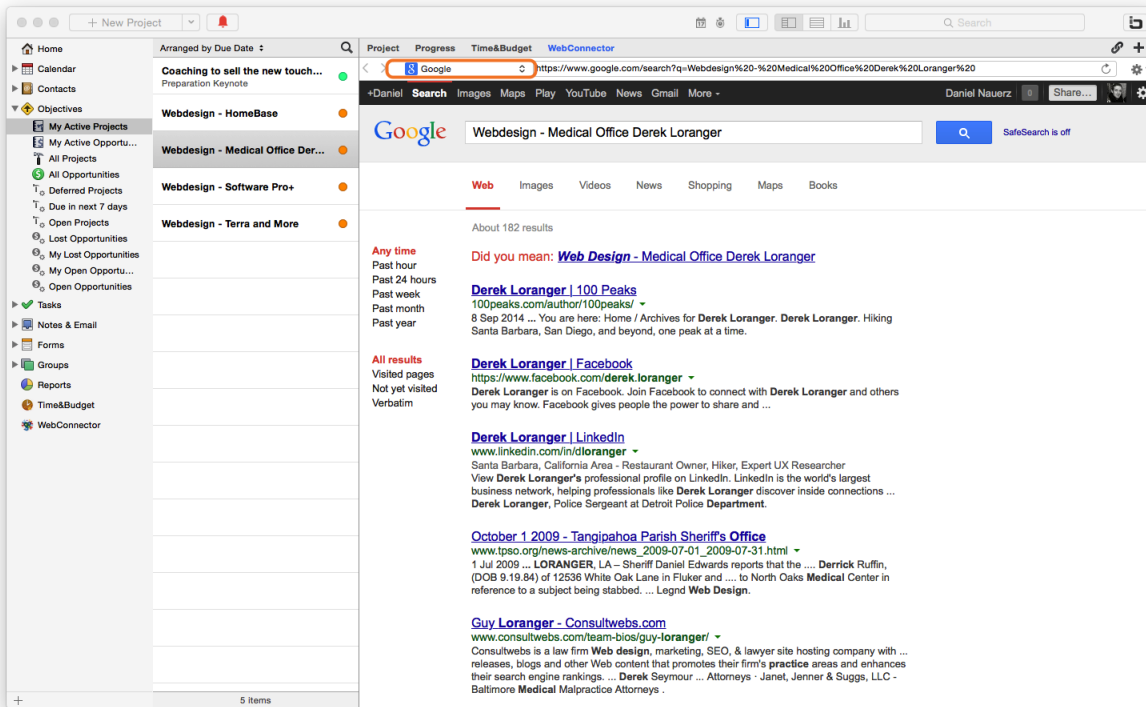 + New Project
Search
Home
Calendar
Contacts
Objectives
My Active Projects
My Active Opportu...
All Projects
All Opportunities
Deferred Projects
Due in next 7 days
Open Projects
Lost Opportunities
My Lost Opportunities
My Open Opportu...
Open Opportunities
Tasks
Notes & Email
Forms
Groups
Reports
Time&Budget
WebConnector
Arranged by Due Date
Coaching to sell the new touch...
Preparation Keynote
Webdesign - HomeBase
Webdesign - Medical Office Der...
Webdesign - Software Pro+
Webdesign - Terra and More
5 items
Project Progress Time&Budget WebConnector
Google https://www.google.com/search?q=Webdesign%20-%20Medical%20Office%20Derek%20Loranger%20
+Daniel Search Images Maps Play YouTube News Gmail More Daniel Nauerz 0 Share...
Google Webdesign - Medical Office Derek Loranger SafeSearch is off
Web Images Videos News Shopping Maps Books
About 182 results
Any time
Past hour
Past 24 hours
Past week
Past month
Past year
All results
Visited pages
Not yet visited
Verbatim
Did you mean: Web Design - Medical Office Derek Loranger
Derek Loranger | 100 Peaks
100peaks.com/author/100peaks/
8 Sep 2014 ... You are here: Home / Archives for Derek Loranger. Derek Loranger. Hiking
Santa Barbara, San Diego, and beyond, one peak at a time.
Derek Loranger | Facebook
https://www.facebook.com/derek.loranger
Derek Loranger is on Facebook. Join Facebook to connect with Derek Loranger and others
you may know. Facebook gives people the power to share and ...
Derek Loranger | LinkedIn
www.linkedin.com/in/dloranger
Santa Barbara, California Area - Restaurant Owner, Hiker, Expert UX Researcher
View Derek Loranger's professional profile on LinkedIn. LinkedIn is the world's largest
business network, helping professionals like Derek Loranger discover inside connections ...
Derek Loranger, Police Sergeant at Detroit Police Department.
October 1 2009 - Tangipahoa Parish Sheriff's Office
www.tpso.org/news-archive/news_2009-07-01_2009-07-31.html
1 Jul 2009 ... LORANGER, LA – Sheriff Daniel Edwards reports that the .... Derrick Ruffin,
(DOB 9.19.84) of 12536 White Oak Lane in Fluker and .... to North Oaks Medical Center in
reference to a subject being stabbed. ... Legnd Web Design.
Guy Loranger - Consultwebs.com
www.consultwebs.com/team-bios/guy-loranger/
Consultwebs is a law firm Web design, marketing, SEO, & lawyer site hosting company with ...
releases, blogs and other Web content that promotes their firm's practice areas and enhances
their search engine rankings. ... Derek Seymour ... Attorneys · Janet, Jenner & Suggs, LLC -
Baltimore Medical Malpractice Attorneys .